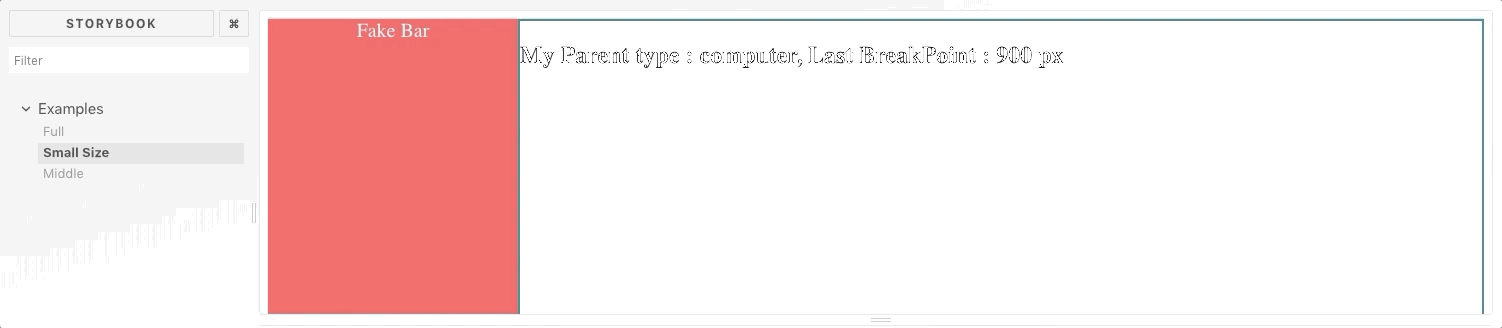 STORYBOOK
⌘
Filter
Examples
Full
Small Size
Middle
Fake Bar
My Parent type : computer, Last BreakPoint : 900 px